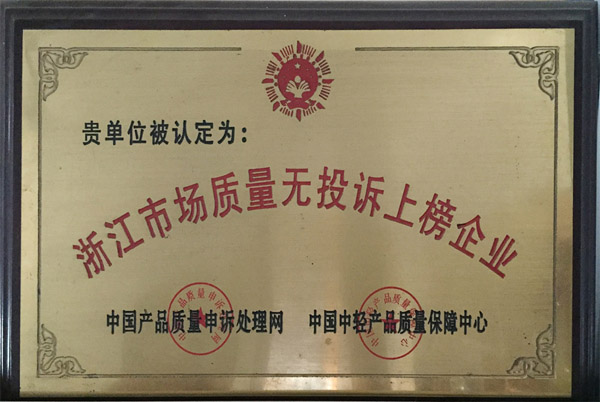 贵单位被认定为：
浙江市场质量无投诉上榜企业
中国产品质量申诉处理网 中国中轻产品质量保障中心